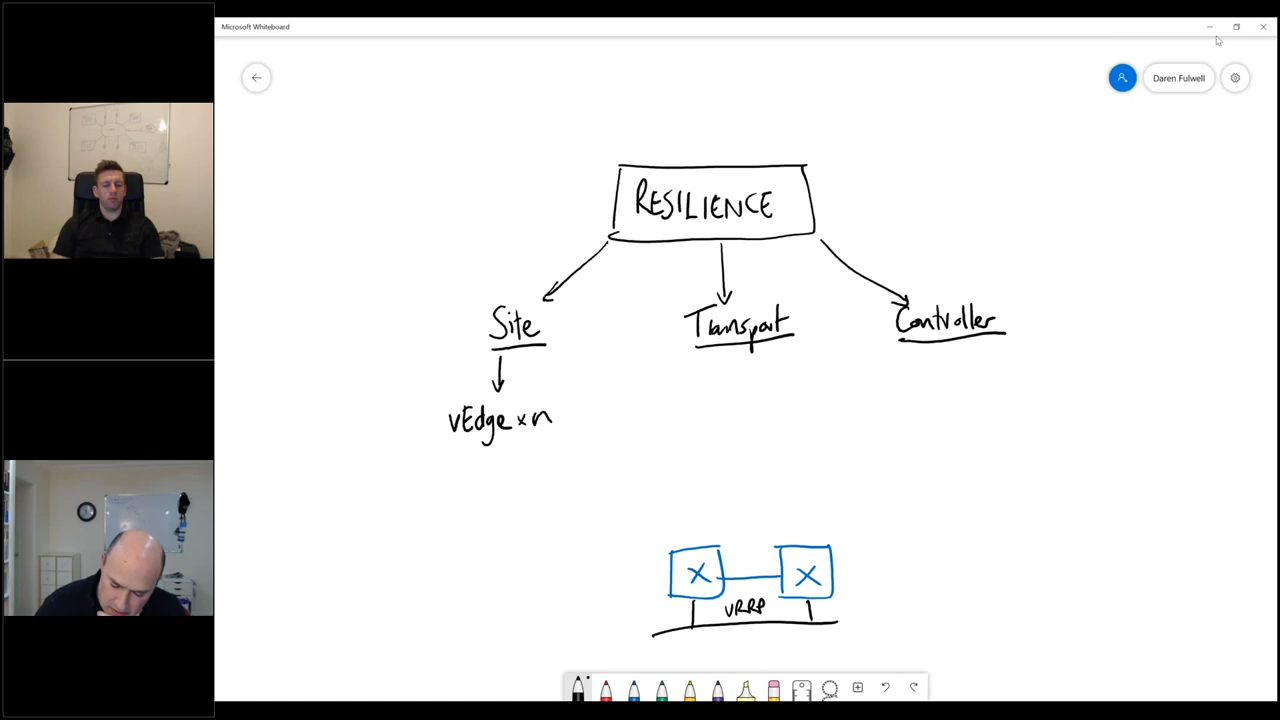 Microsoft Whiteboard
Daren Fulwell
RESILIENCE
Site
Transport
Controller
vEdge x n
X
X
VRRP